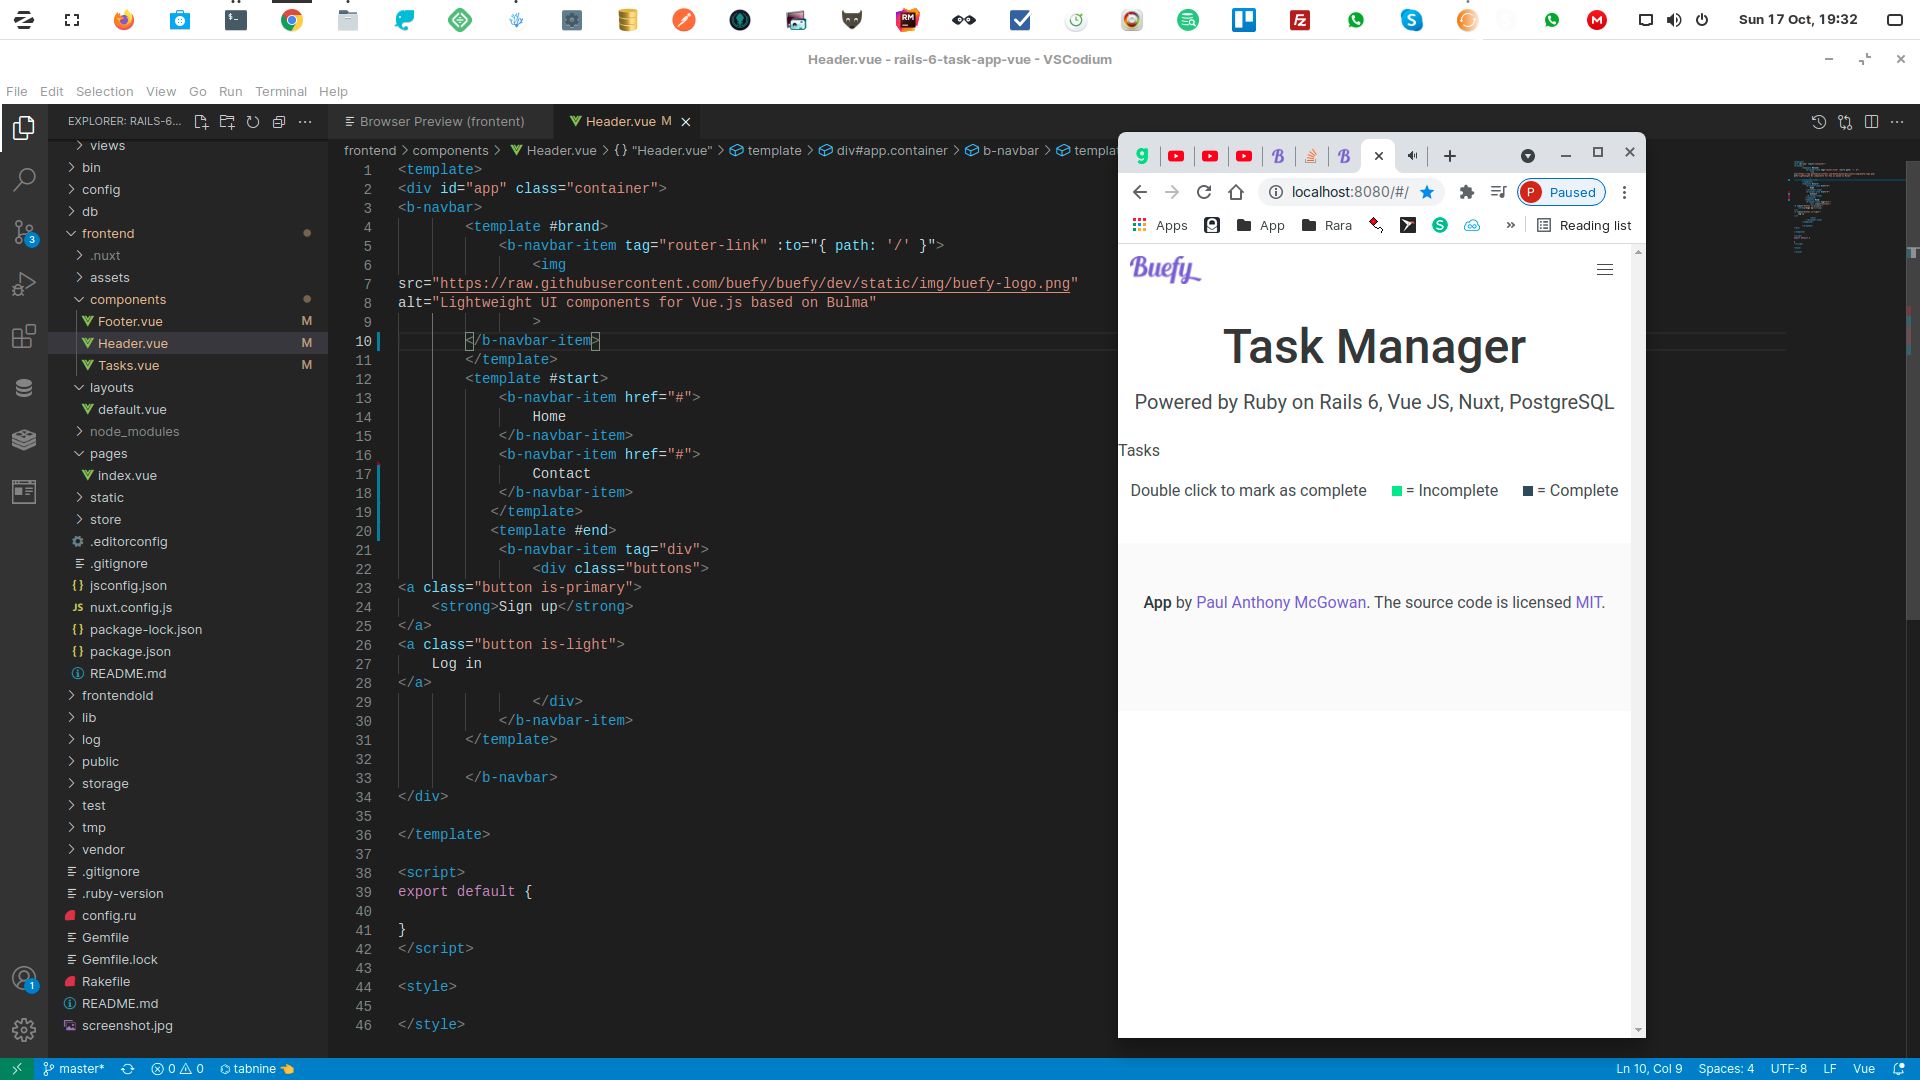 Sun 17 Oct, 19:32
Header.vue - rails-6-task-app-vue - VSCodium
File Edit Selection View Go Run Terminal Help
EXPLORER: RAILS-6...
views
bin
config
db
frontend
.nuxt
assets
components
Footer.vue M
Header.vue M
Tasks.vue M
layouts
default.vue
node_modules
pages
index.vue
static
store
.editorconfig
.gitignore
jsconfig.json
nuxt.config.js
package-lock.json
package.json
README.md
frontendold
lib
log
public
storage
test
tmp
vendor
.gitignore
.ruby-version
config.ru
Gemfile
Gemfile.lock
Rakefile
README.md
screenshot.jpg
3
1
Browser Preview (frontent)
Header.vue M
frontend > components > Header.vue > {} "Header.vue" > template > div#app.container > b-navbar > templat
1 <template>
2 <div id="app" class="container">
3 <b-navbar>
4 <template #brand>
5 <b-navbar-item tag="router-link" :to="{ path: '/' }">
6 <img
7 src="https://raw.githubusercontent.com/buefy/buefy/dev/static/img/buefy-logo.png"
8 alt="Lightweight UI components for Vue.js based on Bulma"
9 >
10 </b-navbar-item>
11 </template>
12 <template #start>
13 <b-navbar-item href="#">
14 Home
15 </b-navbar-item>
16 <b-navbar-item href="#">
17 Contact
18 </b-navbar-item>
19 </template>
20 <template #end>
21 <b-navbar-item tag="div">
22 <div class="buttons">
23 <a class="button is-primary">
24 <strong>Sign up</strong>
25 </a>
26 <a class="button is-light">
27 Log in
28 </a>
29 </div>
30 </b-navbar-item>
31 </template>
32
33 </b-navbar>
34 </div>
35
36 </template>
37
38 <script>
39 export default {
40
41 }
42 </script>
43
44 <style>
45
46 </style>
localhost:8080/#/
P Paused
Apps App Rara » Reading list
Buefy
Task Manager
Powered by Ruby on Rails 6, Vue JS, Nuxt, PostgreSQL
Tasks
Double click to mark as complete = Incomplete = Complete
App by Paul Anthony McGowan. The source code is licensed MIT.
master* 0 0 tabnine
Ln 10, Col 9 Spaces: 4 UTF-8 LF Vue